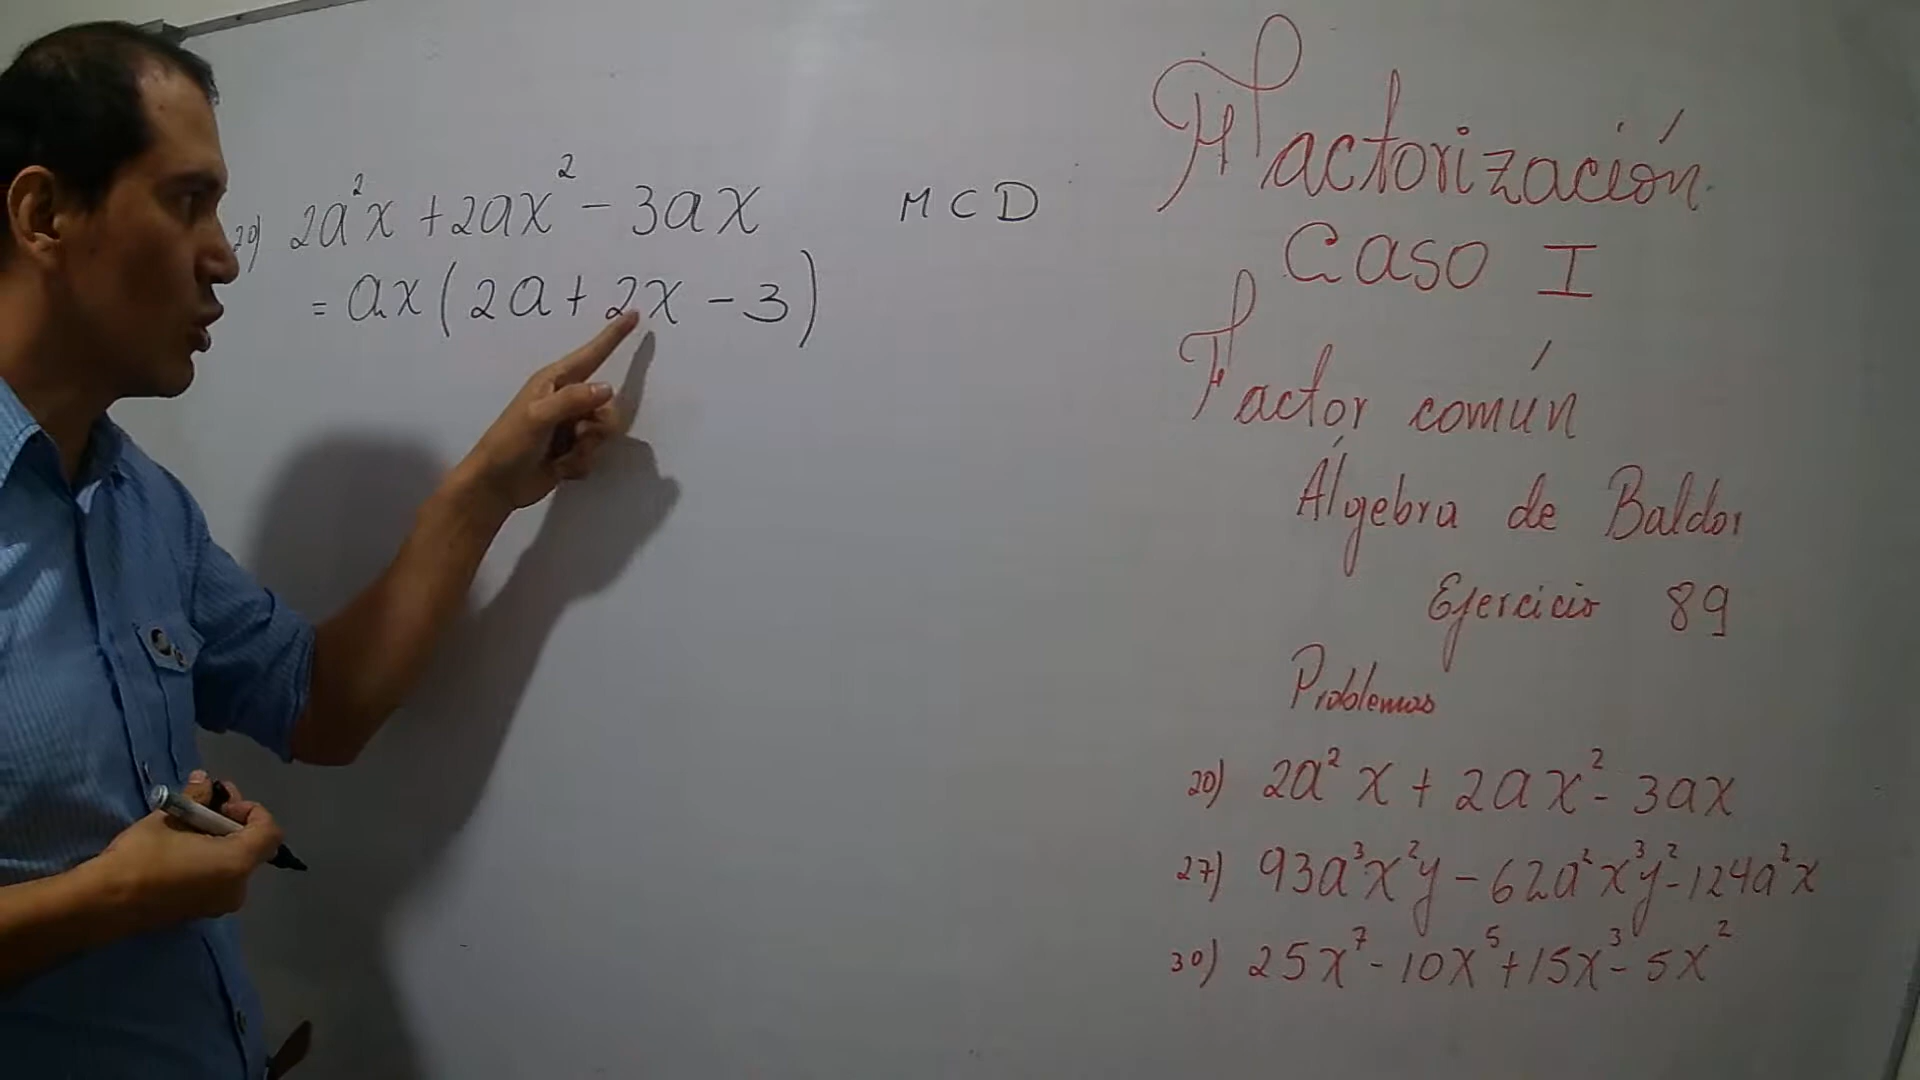 20) 2a²x + 2ax² - 3ax
= ax(2a + 2x - 3)
MCD
Factorización
Caso I
Factor común
Álgebra de Baldor
Ejercicio 89
Problemas
20) 2a²x + 2ax² - 3ax
27) 93a³x²y - 62a²x³y² - 124a²x
30) 25x⁷ - 10x⁵ + 15x³ - 5x²